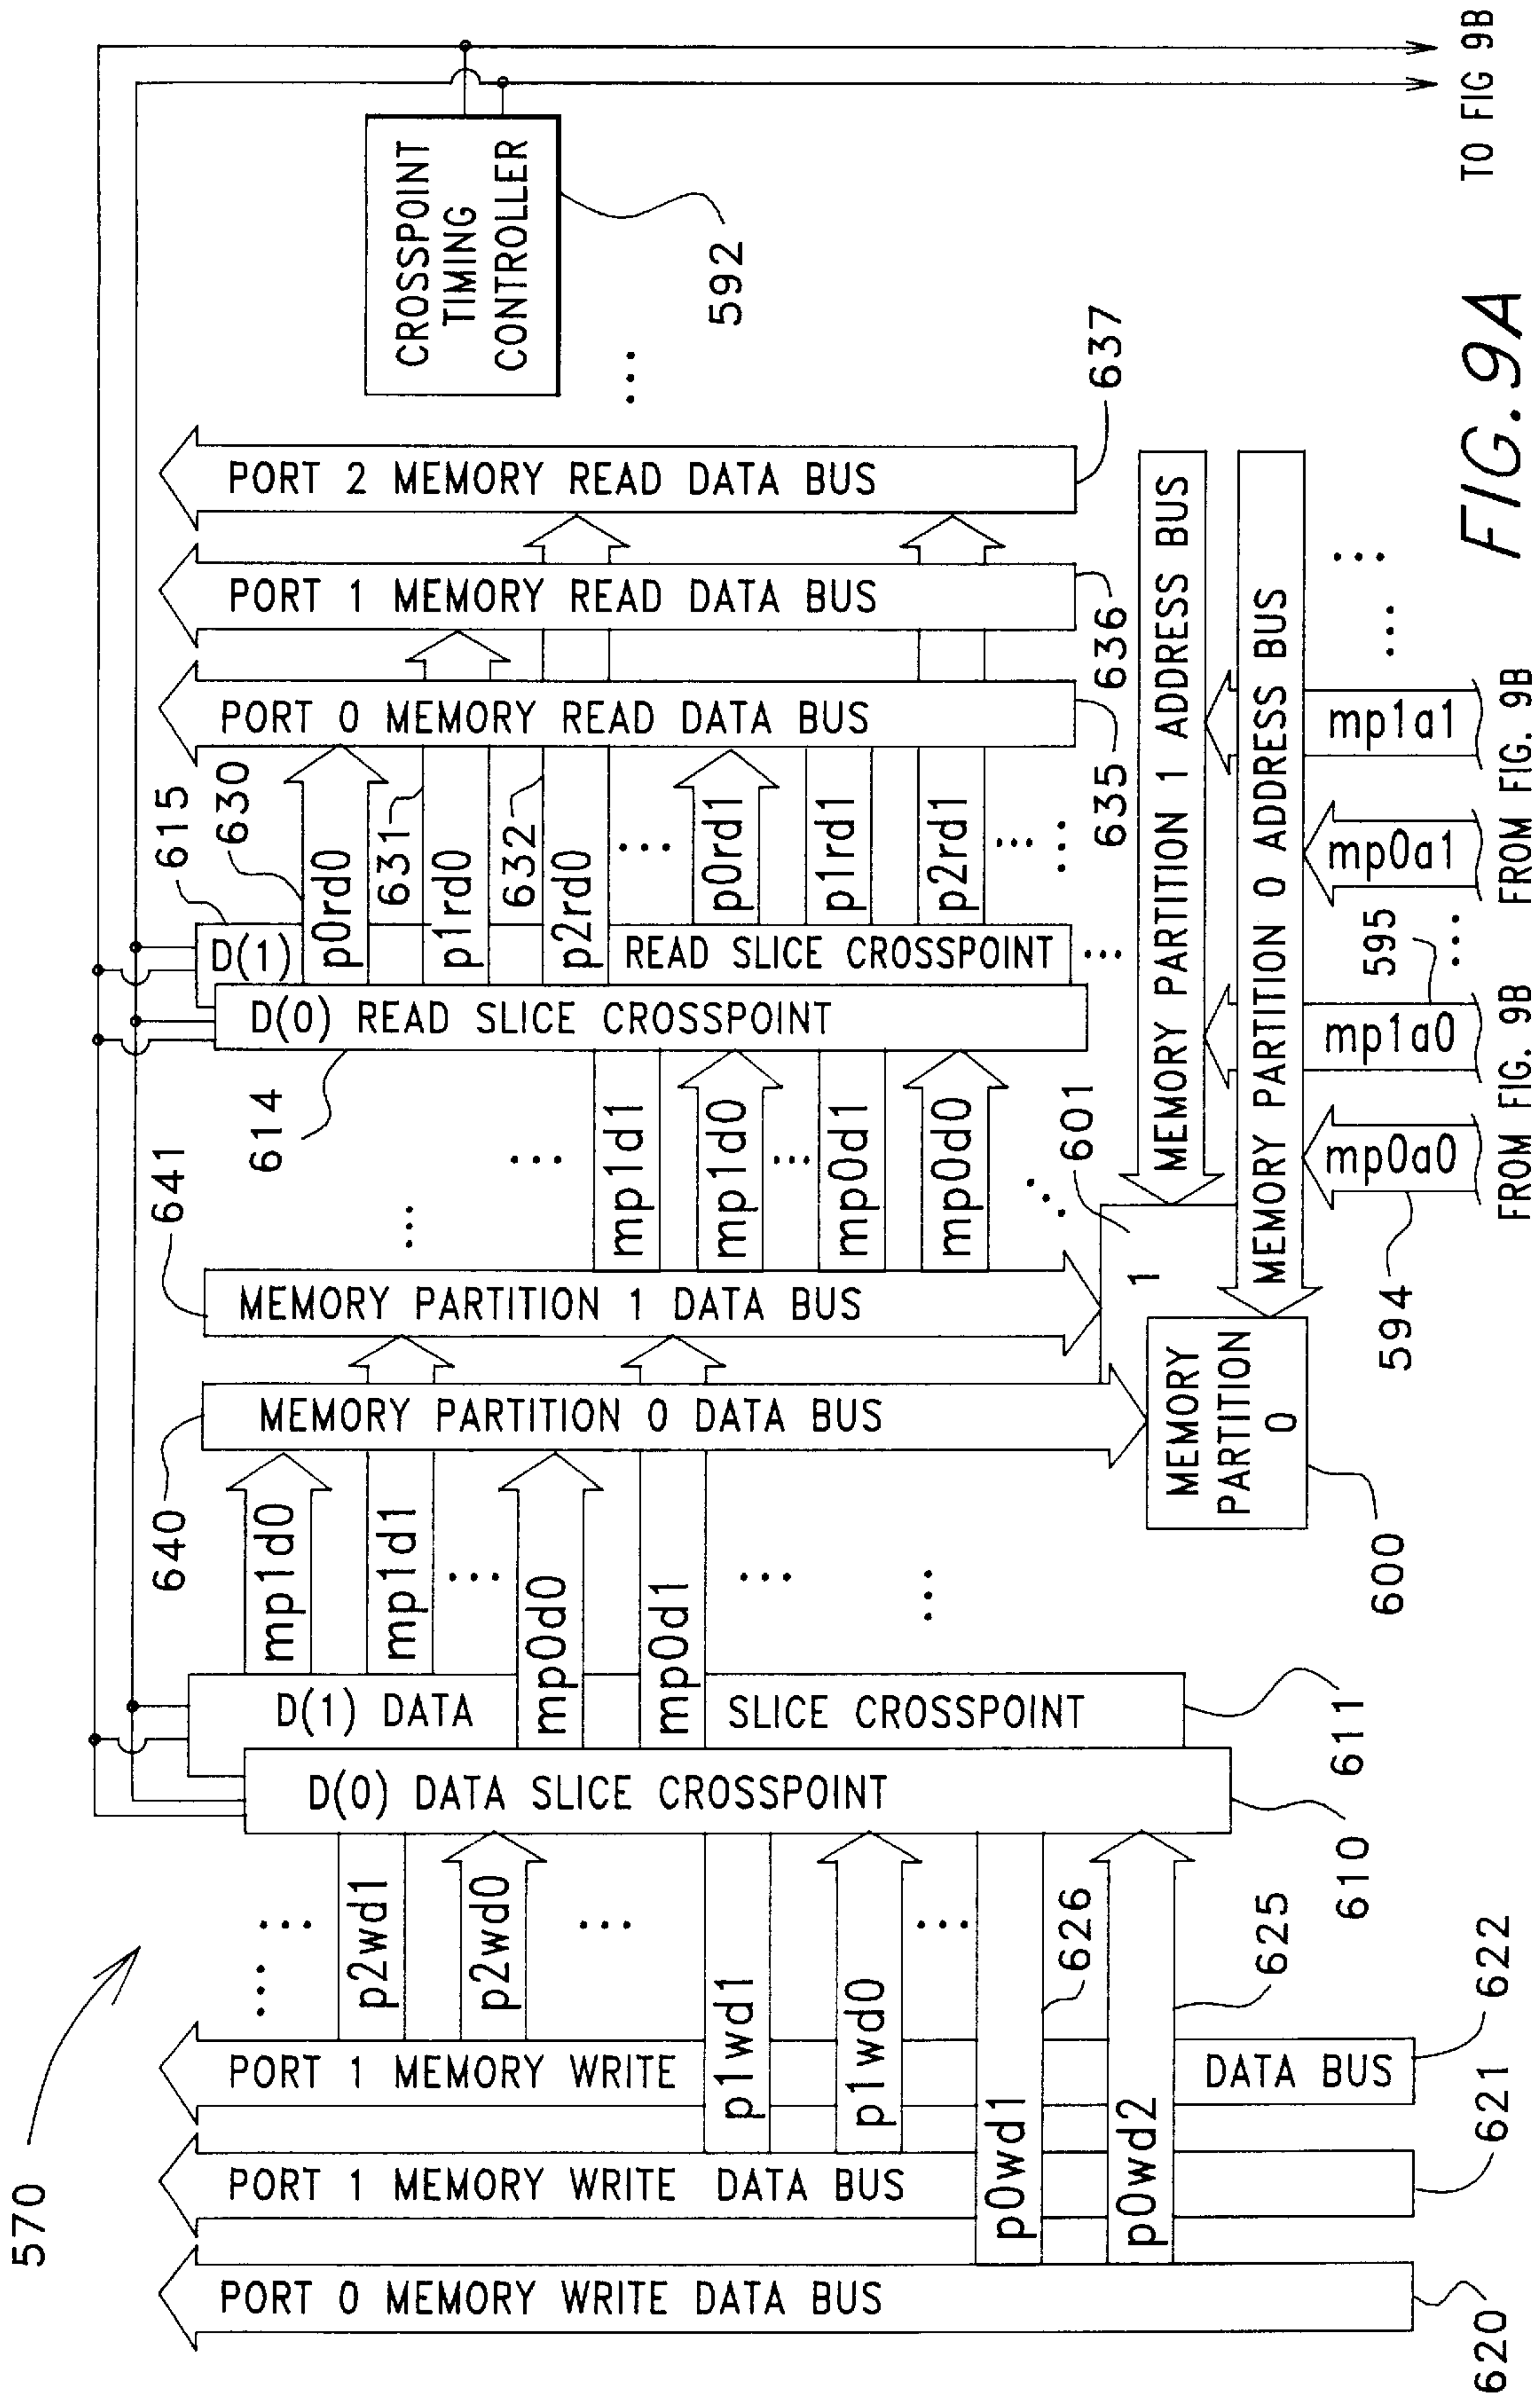 570
PORT 0 MEMORY WRITE DATA BUS
620
PORT 1 MEMORY WRITE DATA BUS
621
PORT 1 MEMORY WRITE DATA BUS
622
p0wd1
p0wd2
626
625
p1wd1
p1wd0
...
p2wd1
p2wd0
...
...
...
D(0) DATA SLICE CROSSPOINT
610
D(1) DATA SLICE CROSSPOINT
611
mp1d0
mp1d1
...
mp0d0
mp0d1
...
...
640
MEMORY PARTITION 0 DATA BUS
641
MEMORY PARTITION 1 DATA BUS
...
MEMORY
PARTITION
0
600
1
601
...
mp1d1
mp1d0
...
mp0d1
mp0d0
...
614
D(0) READ SLICE CROSSPOINT
615
D(1) READ SLICE CROSSPOINT
...
630
p0rd0
631
p1rd0
632
p2rd0
...
p0rd1
p1rd1
p2rd1
...
...
PORT 0 MEMORY READ DATA BUS
635
PORT 1 MEMORY READ DATA BUS
636
PORT 2 MEMORY READ DATA BUS
637
...
CROSSPOINT
TIMING
CONTROLLER
592
MEMORY PARTITION 1 ADDRESS BUS
MEMORY PARTITION 0 ADDRESS BUS
594
mp0a0
mp1a0
595
...
mp0a1
mp1a1
...
...
FROM FIG. 9B
FROM FIG. 9B
TO FIG 9B
FIG. 9A